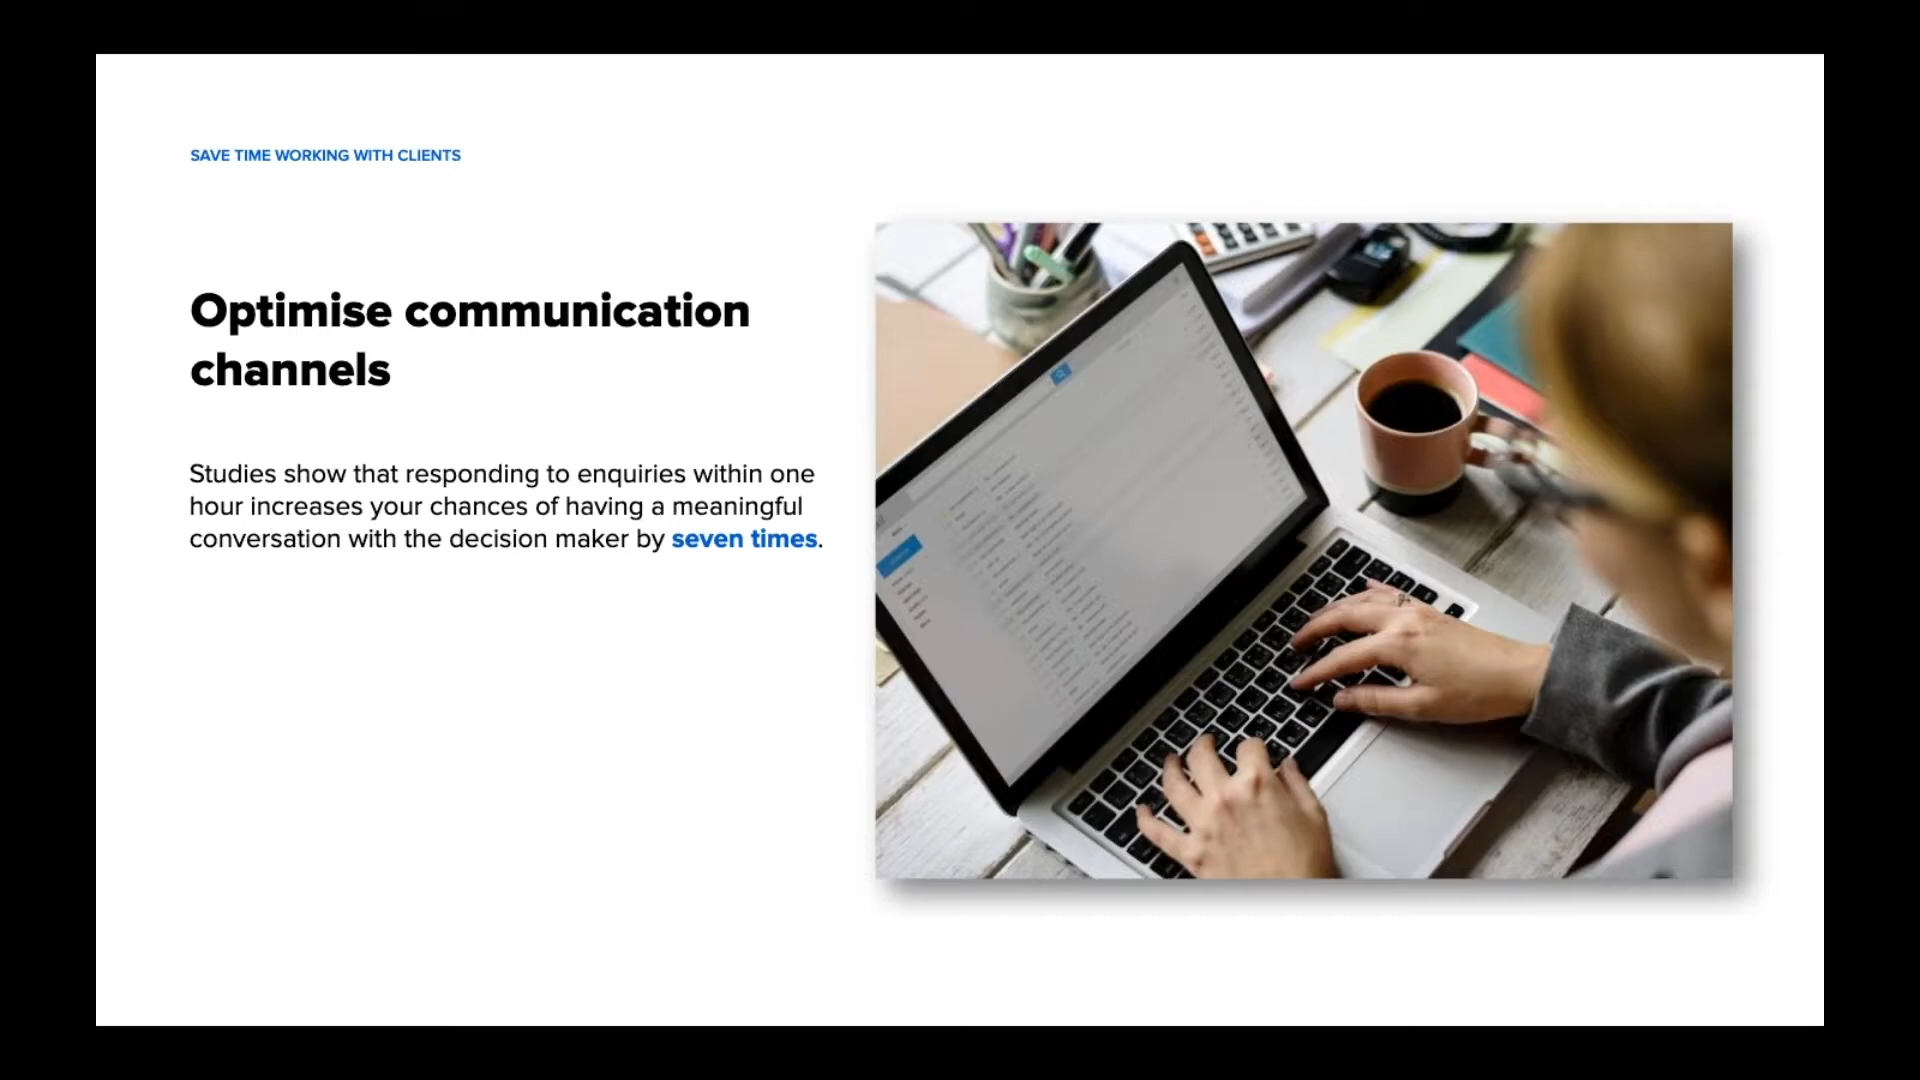 SAVE TIME WORKING WITH CLIENTS
Optimise communication
channels
Studies show that responding to enquiries within one
hour increases your chances of having a meaningful
conversation with the decision maker by seven times.